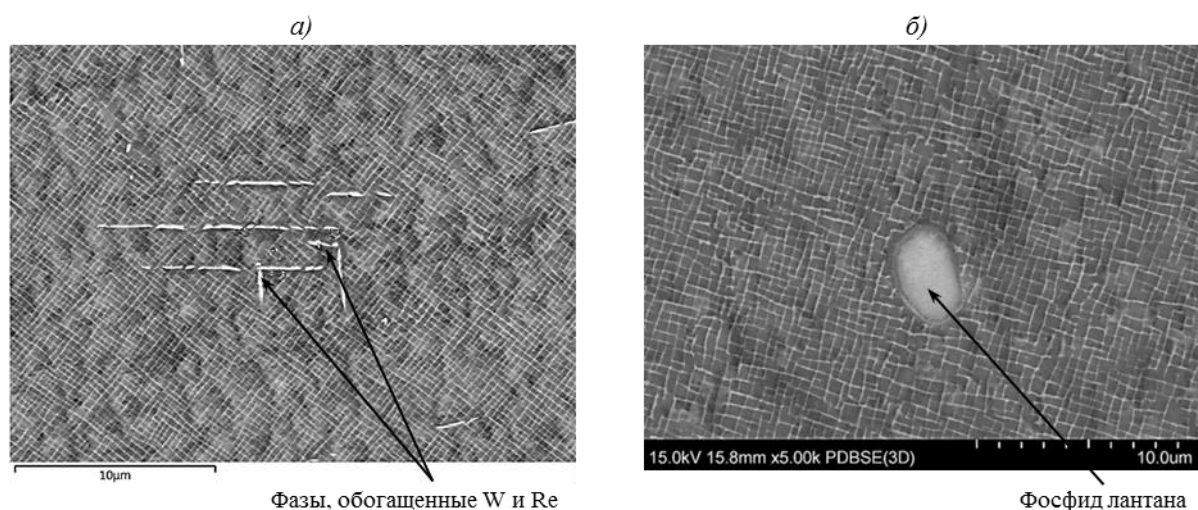 а)
б)
10µm
Фазы, обогащенные W и Re
15.0kV 15.8mm x5.00k PDBSE(3D)
10.0um
Фосфид лантана